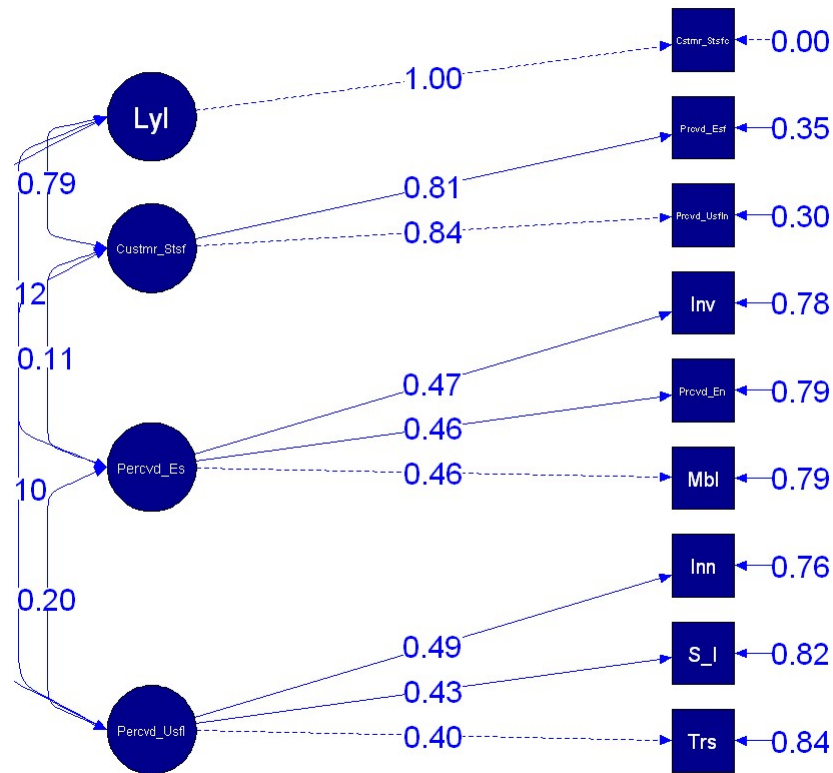 Cstmr_Stsfc
0.00
Lyl
1.00
Prcvd_Esf
0.35
0.79
0.81
Prcvd_Usfln
0.30
Custmr_Stsf
0.84
12
Inv
0.78
0.11
0.47
Prcvd_En
0.79
0.46
Percvd_Es
0.46
Mbl
0.79
10
Inn
0.76
0.20
0.49
S_I
0.82
0.43
Percvd_Usfl
0.40
Trs
0.84